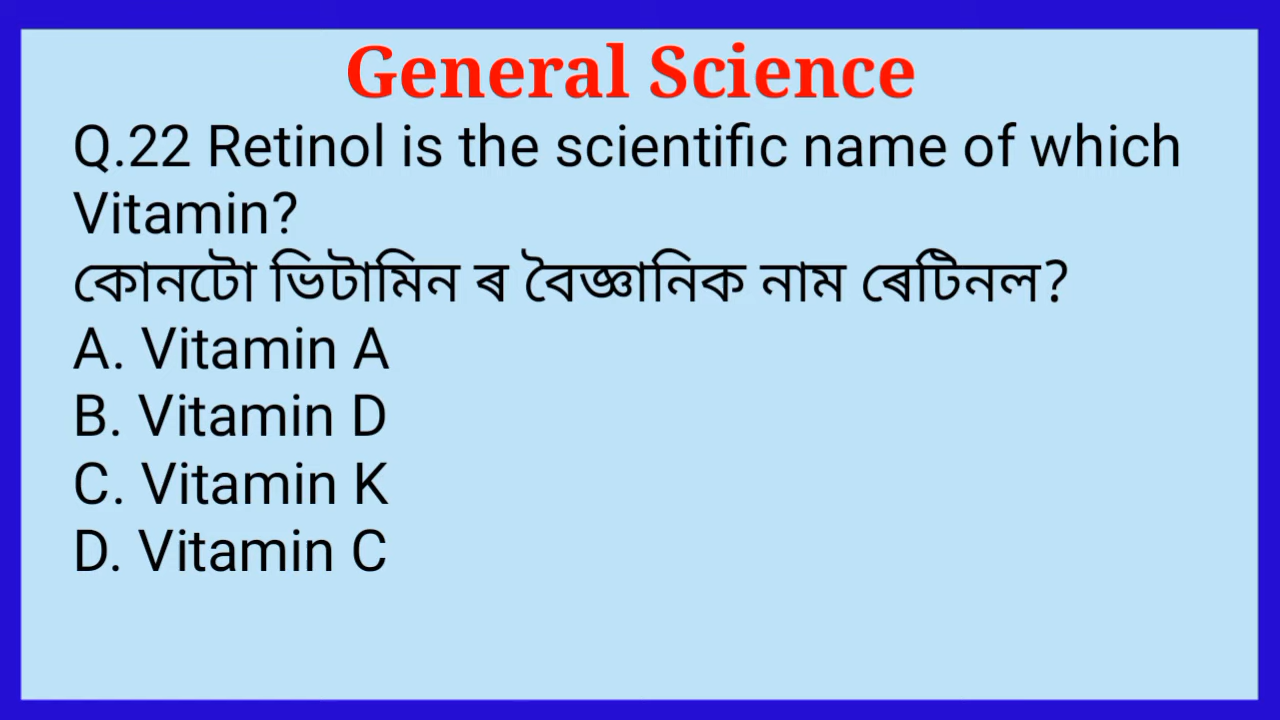 General Science
Q.22 Retinol is the scientific name of which
Vitamin?
কোনটো ভিটামিন ৰ বৈজ্ঞানিক নাম ৰেটিনল?
A. Vitamin A
B. Vitamin D
C. Vitamin K
D. Vitamin C